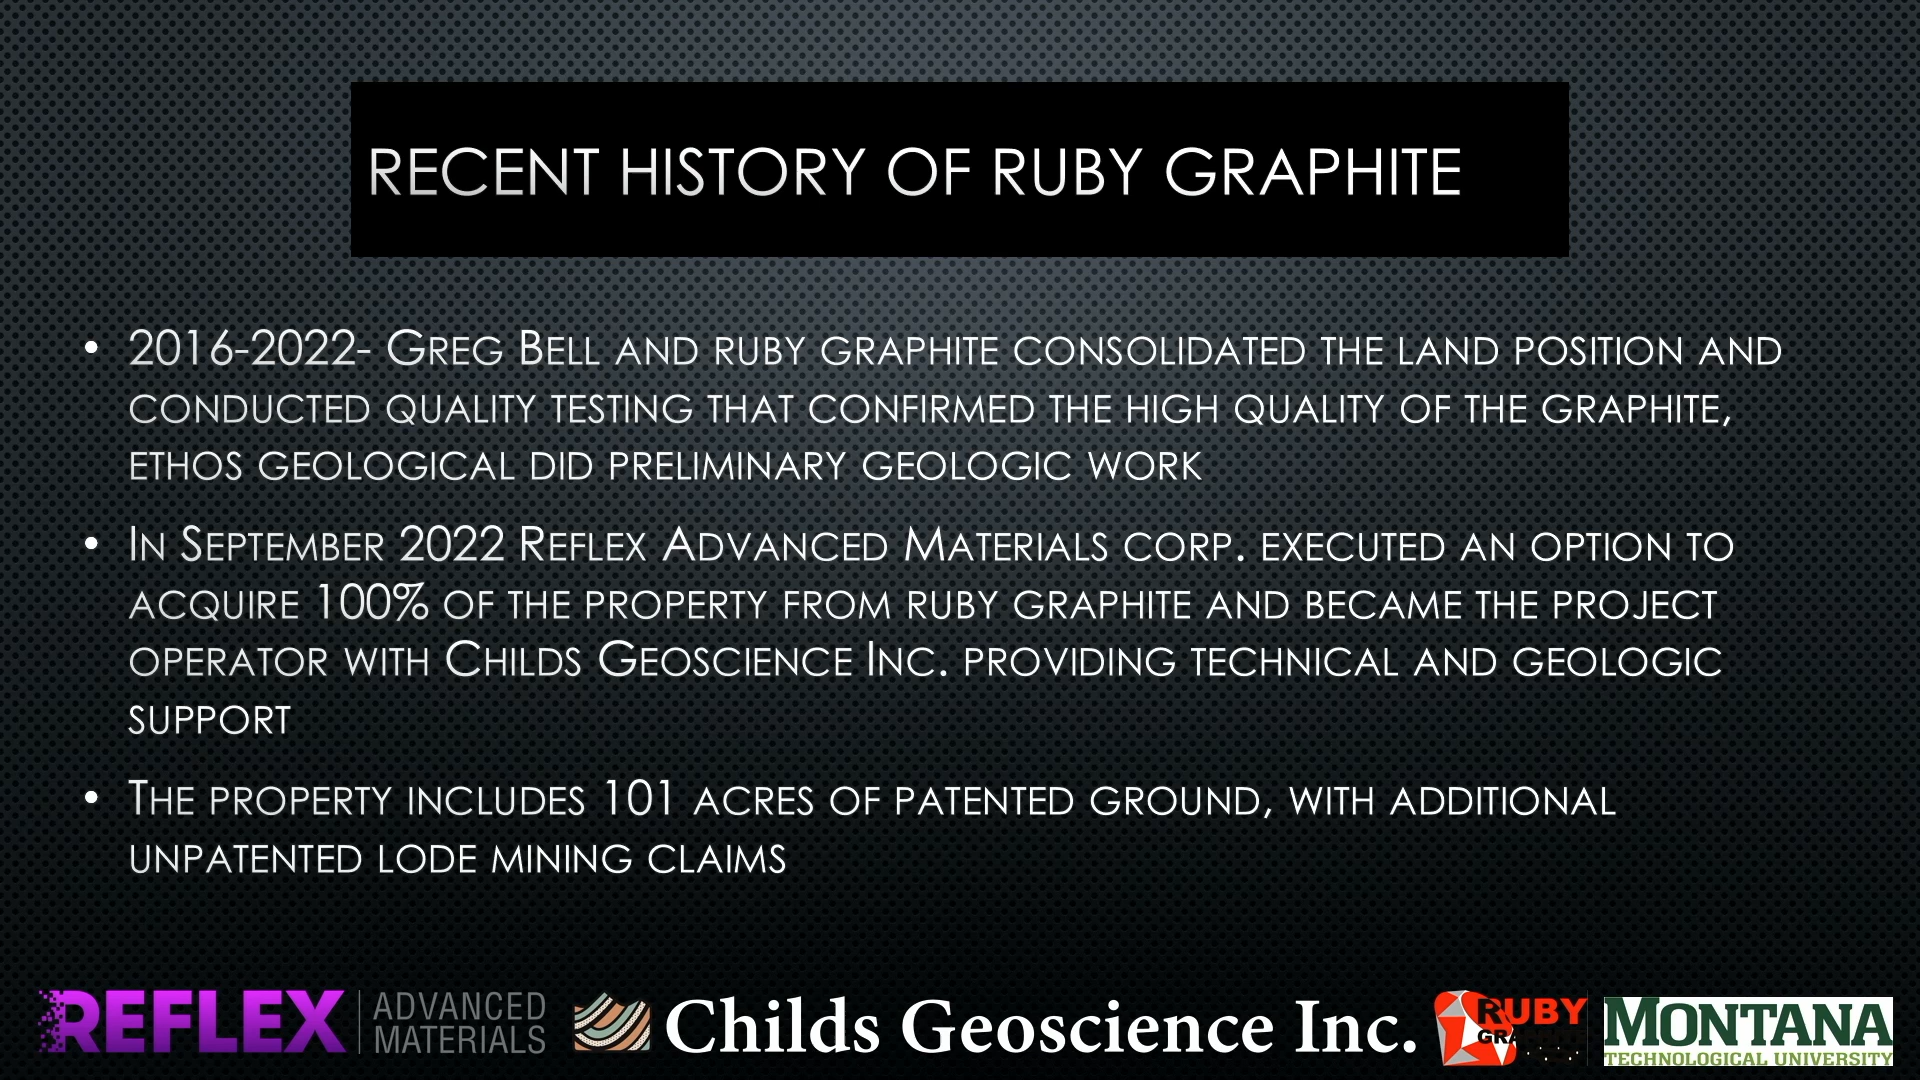 RECENT HISTORY OF RUBY GRAPHITE
• 2016-2022- GREG BELL AND RUBY GRAPHITE CONSOLIDATED THE LAND POSITION AND
CONDUCTED QUALITY TESTING THAT CONFIRMED THE HIGH QUALITY OF THE GRAPHITE,
ETHOS GEOLOGICAL DID PRELIMINARY GEOLOGIC WORK
• IN SEPTEMBER 2022 REFLEX ADVANCED MATERIALS CORP. EXECUTED AN OPTION TO
ACQUIRE 100% OF THE PROPERTY FROM RUBY GRAPHITE AND BECAME THE PROJECT
OPERATOR WITH CHILDS GEOSCIENCE INC. PROVIDING TECHNICAL AND GEOLOGIC
SUPPORT
• THE PROPERTY INCLUDES 101 ACRES OF PATENTED GROUND, WITH ADDITIONAL
UNPATENTED LODE MINING CLAIMS
REFLEX
ADVANCED
MATERIALS
Childs Geoscience Inc.
RUBY
MONTANA
TECHNOLOGICAL UNIVERSITY